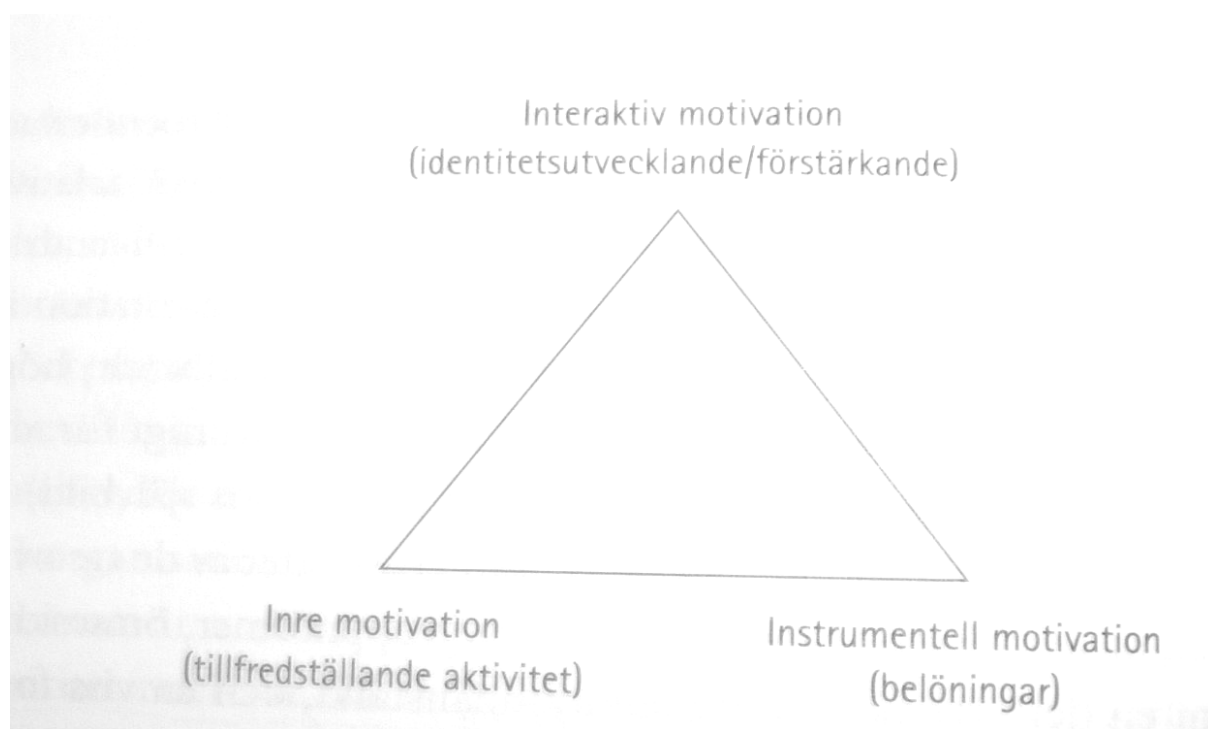 Interaktiv motivation
(identitetsutvecklande/förstärkande)
Inre motivation
(tillfredställande aktivitet)
Instrumentell motivation
(belöningar)